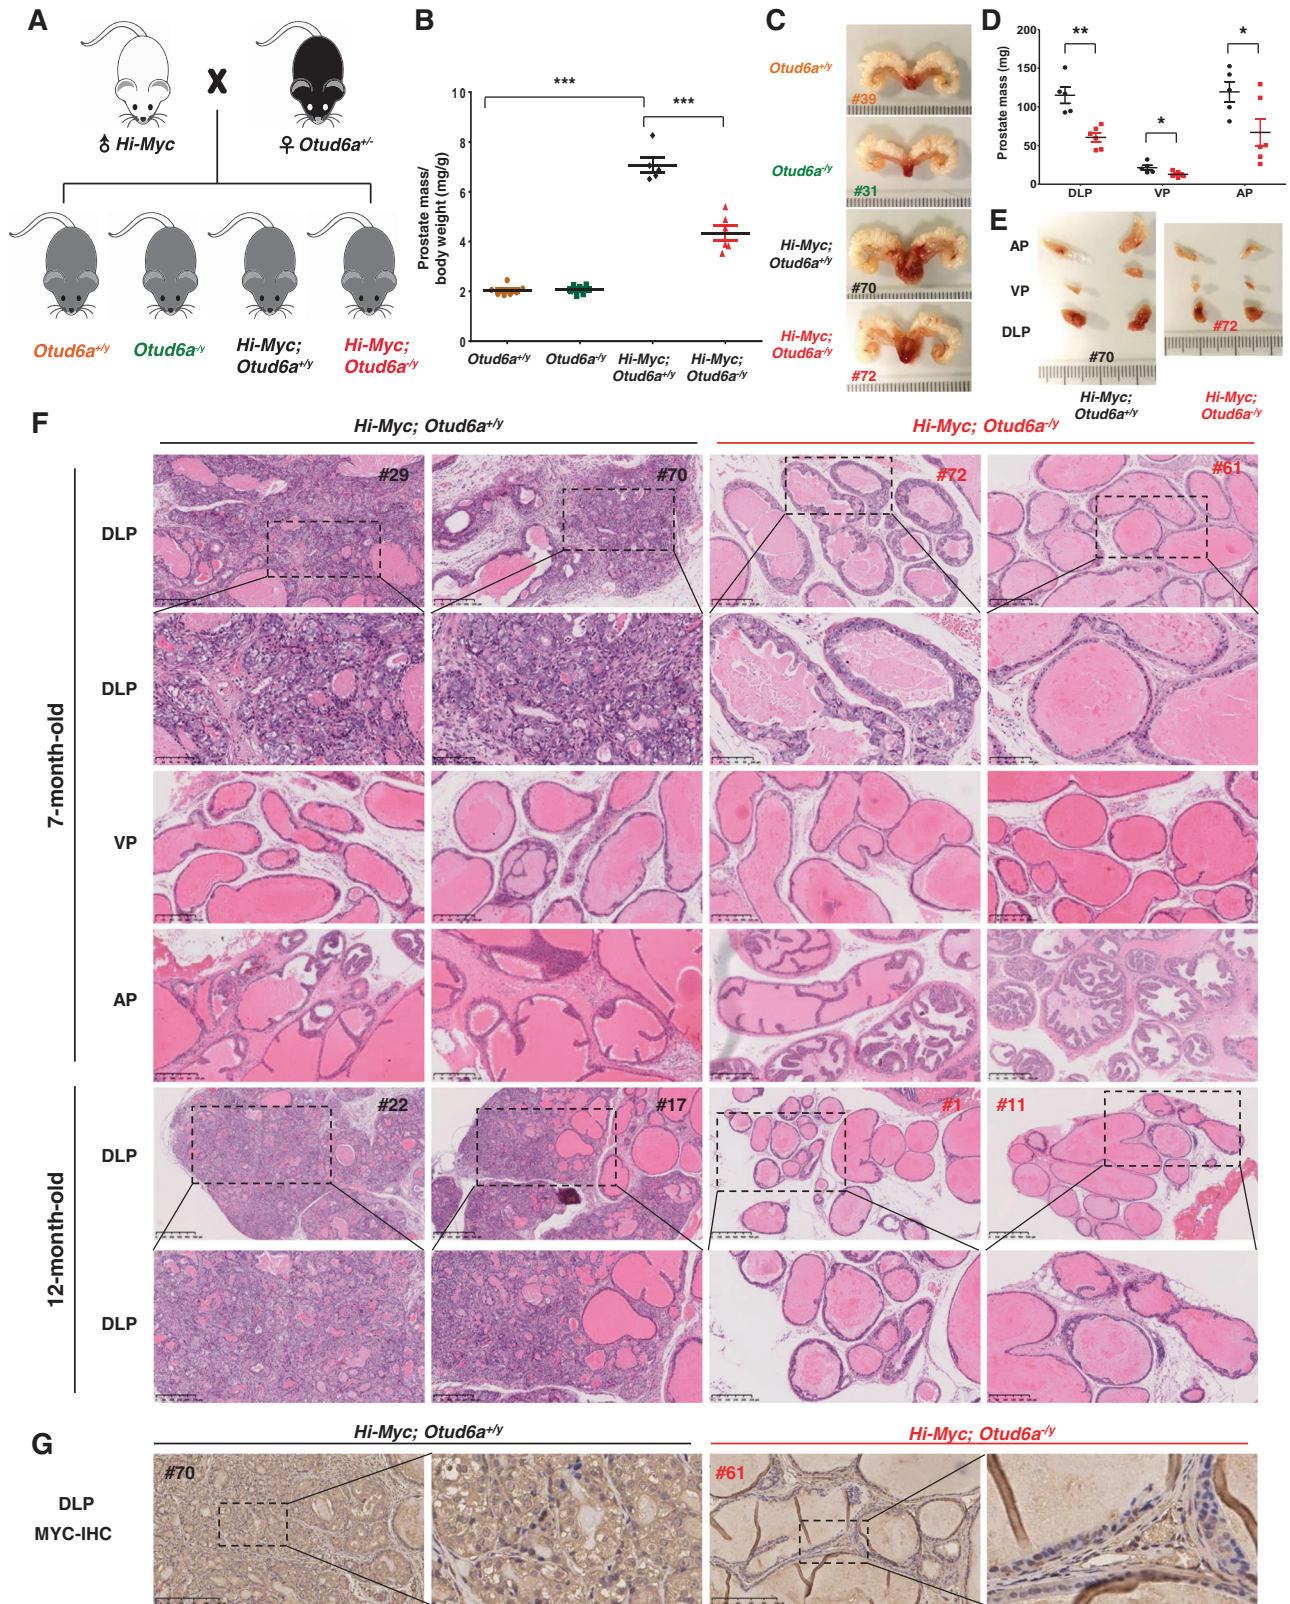 A
♂ Hi-Myc
X
♀ Otud6a+/-
Otud6a+/y
Otud6a-/y
Hi-Myc;
Otud6a+/y
Hi-Myc;
Otud6a-/y
B
Prostate mass/
body weight (mg/g)
10
8
6
4
2
0
***
***
Otud6a+/y
Otud6a-/y
Hi-Myc;
Otud6a+/y
Hi-Myc;
Otud6a-/y
C
Otud6a+/y
#39
Otud6a-/y
#31
Hi-Myc;
Otud6a+/y
#70
Hi-Myc;
Otud6a-/y
#72
D
Prostate mass (mg)
200
150
100
50
0
**
*
*
DLP
VP
AP
E
AP
VP
DLP
#70
#72
Hi-Myc;
Otud6a+/y
Hi-Myc;
Otud6a-/y
F
Hi-Myc; Otud6a+/y
Hi-Myc; Otud6a-/y
7-month-old
DLP
#29
#70
#72
#61
DLP
VP
AP
12-month-old
DLP
#22
#17
#1
#11
DLP
G
Hi-Myc; Otud6a+/y
Hi-Myc; Otud6a-/y
DLP
MYC-IHC
#70
#61